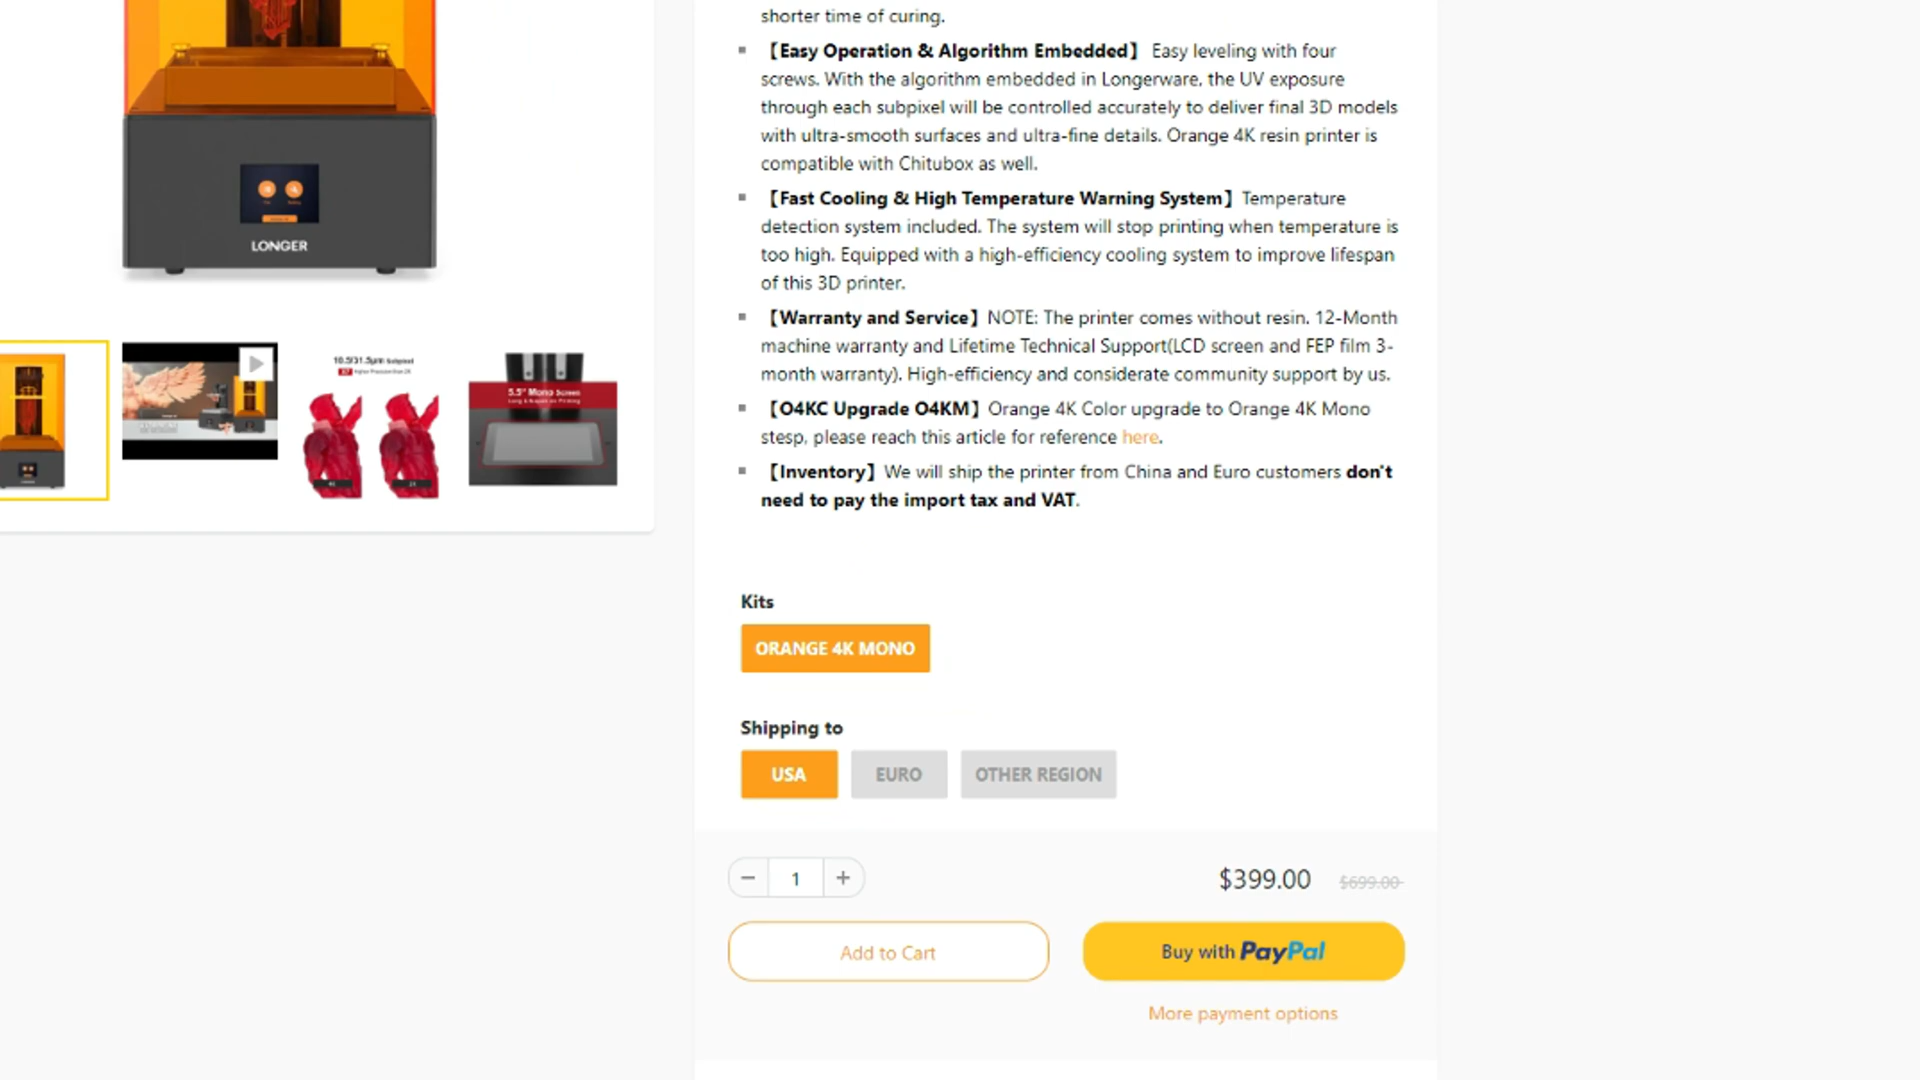 LONGER
10.5/31.5μm Subpixel
Higher Precision than 2K
5.5" Mono Screen
shorter time of curing.
【Easy Operation & Algorithm Embedded】 Easy leveling with four
screws. With the algorithm embedded in Longerware, the UV exposure
through each subpixel will be controlled accurately to deliver final 3D models
with ultra-smooth surfaces and ultra-fine details. Orange 4K resin printer is
compatible with Chitubox as well.
【Fast Cooling & High Temperature Warning System】Temperature
detection system included. The system will stop printing when temperature is
too high. Equipped with a high-efficiency cooling system to improve lifespan
of this 3D printer.
【Warranty and Service】NOTE: The printer comes without resin. 12-Month
machine warranty and Lifetime Technical Support(LCD screen and FEP film 3-
month warranty). High-efficiency and considerate community support by us.
【O4KC Upgrade O4KM】Orange 4K Color upgrade to Orange 4K Mono
stesp, please reach this article for reference here.
【Inventory】We will ship the printer from China and Euro customers don't
need to pay the import tax and VAT.
Kits
ORANGE 4K MONO
Shipping to
USA EURO OTHER REGION
− 1 + $399.00 $699.00
Add to Cart Buy with PayPal
More payment options